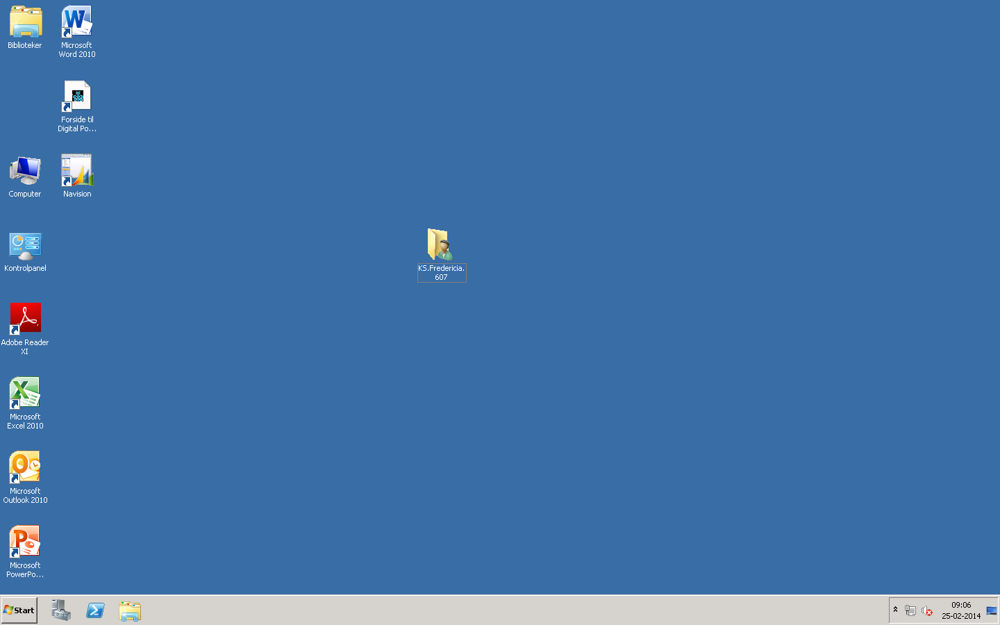 Biblioteker
Microsoft
Word 2010
Forside til
Digital Po...
Computer
Navision
Kontrolpanel
KS.Fredericia.
607
Adobe Reader
XI
Microsoft
Excel 2010
Microsoft
Outlook 2010
Microsoft
PowerPo...
Start
09:06
25-02-2014